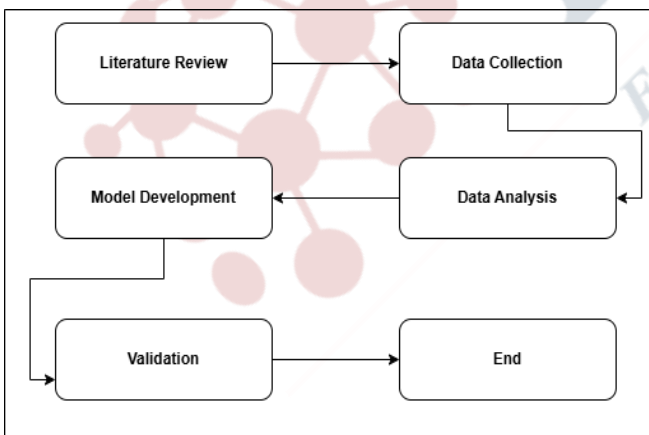 Literature Review
Data Collection
Data Analysis
Model Development
Validation
End